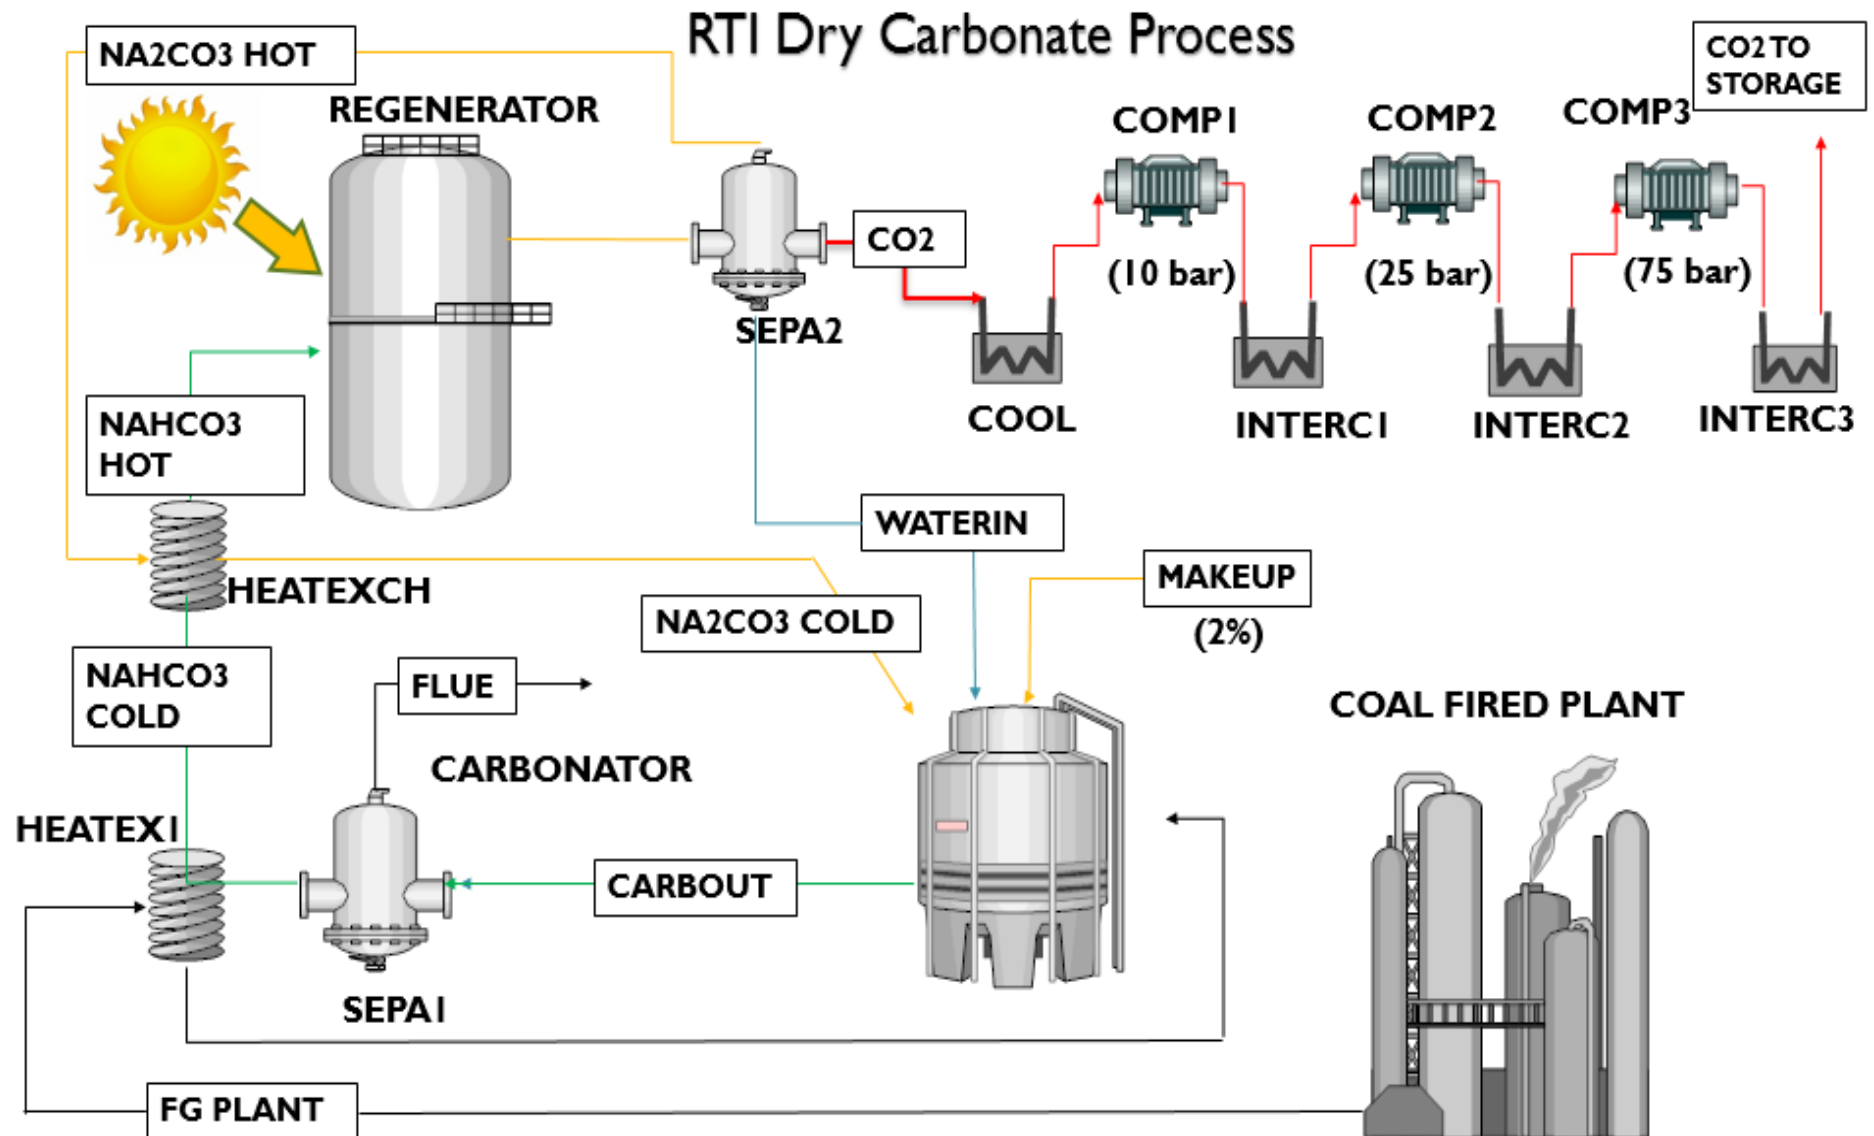 RTI Dry Carbonate Process
NA2CO3 HOT
CO2 TO
STORAGE
REGENERATOR
COMP1
COMP2
COMP3
CO2
(10 bar)
(25 bar)
(75 bar)
SEPA2
COOL
INTERC1
INTERC2
INTERC3
NAHCO3
HOT
WATERIN
HEATEXCH
MAKEUP
(2%)
NA2CO3 COLD
NAHCO3
COLD
FLUE
COAL FIRED PLANT
CARBONATOR
HEATEX1
CARBOUT
SEPA1
FG PLANT